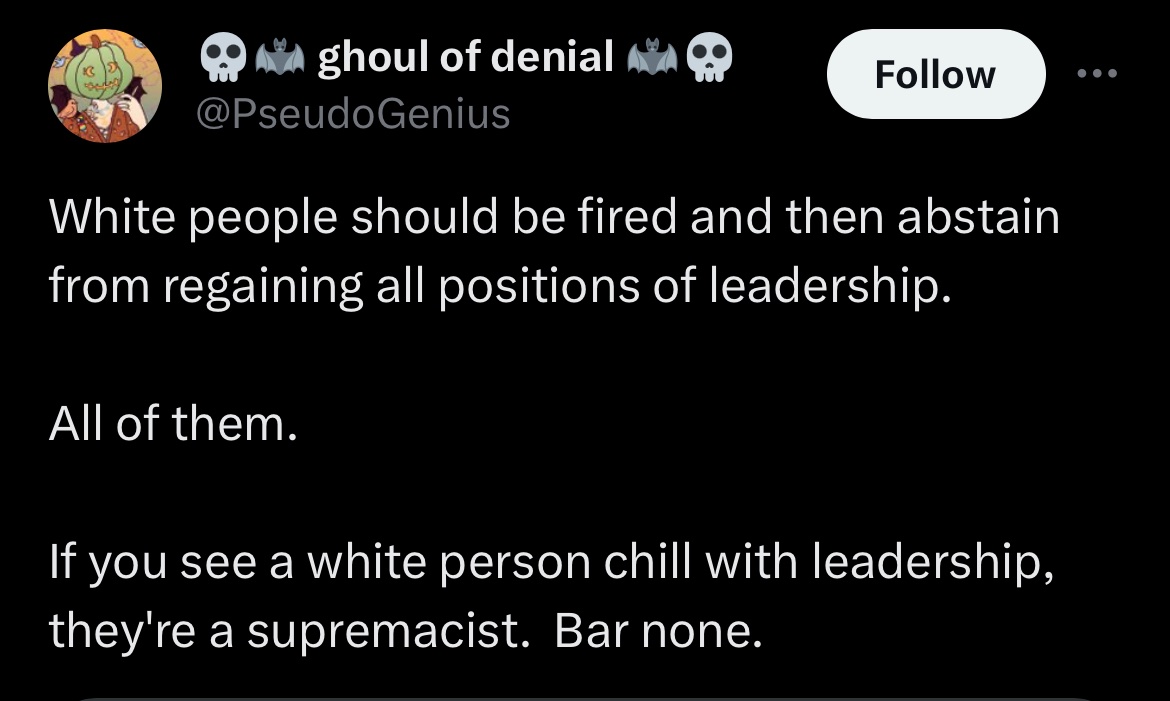 💀🦇 ghoul of denial 🦇💀
@PseudoGenius
Follow
White people should be fired and then abstain
from regaining all positions of leadership.
All of them.
If you see a white person chill with leadership,
they're a supremacist.  Bar none.